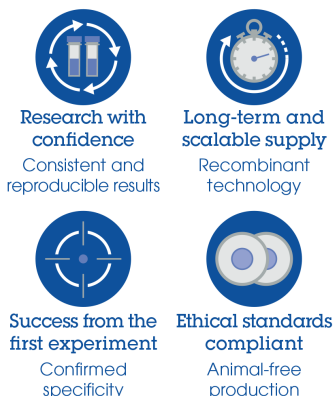 Research with
confidence
Consistent and
reproducible results
Long-term and
scalable supply
Recombinant
technology
Success from the
first experiment
Confirmed
specificity
Ethical standards
compliant
Animal-free
production